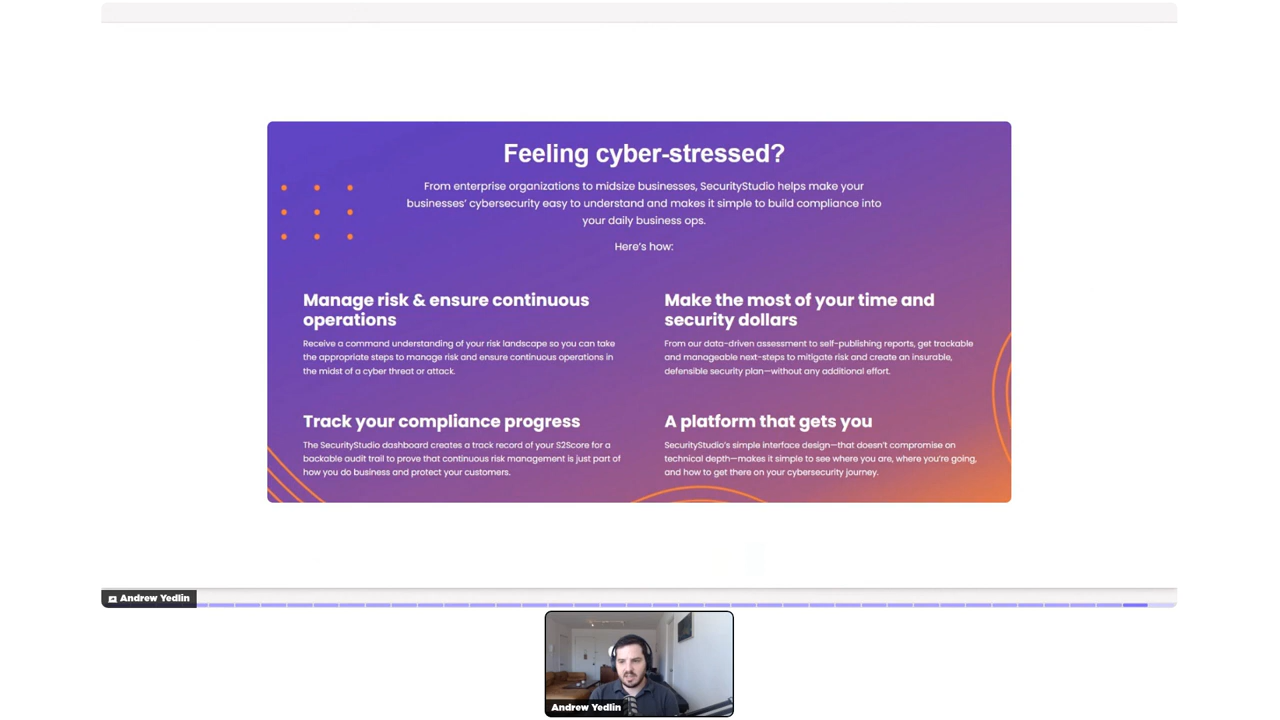 Feeling cyber-stressed?
From enterprise organizations to midsize businesses, SecurityStudio helps make your
businesses' cybersecurity easy to understand and makes it simple to build compliance into
your daily business ops.
Here's how:
Manage risk & ensure continuous
operations
Receive a command understanding of your risk landscape so you can take
the appropriate steps to manage risk and ensure continuous operations in
the midst of a cyber threat or attack.
Make the most of your time and
security dollars
From our data-driven assessment to self-publishing reports, get trackable
and manageable next-steps to mitigate risk and create an insurable,
defensible security plan—without any additional effort.
Track your compliance progress
The SecurityStudio dashboard creates a track record of your S2Score for a
backable audit trail to prove that continuous risk management is just part of
how you do business and protect your customers.
A platform that gets you
SecurityStudio's simple interface design—that doesn't compromise on
technical depth—makes it simple to see where you are, where you're going,
and how to get there on your cybersecurity journey.
Andrew Yedlin
Andrew Yedlin